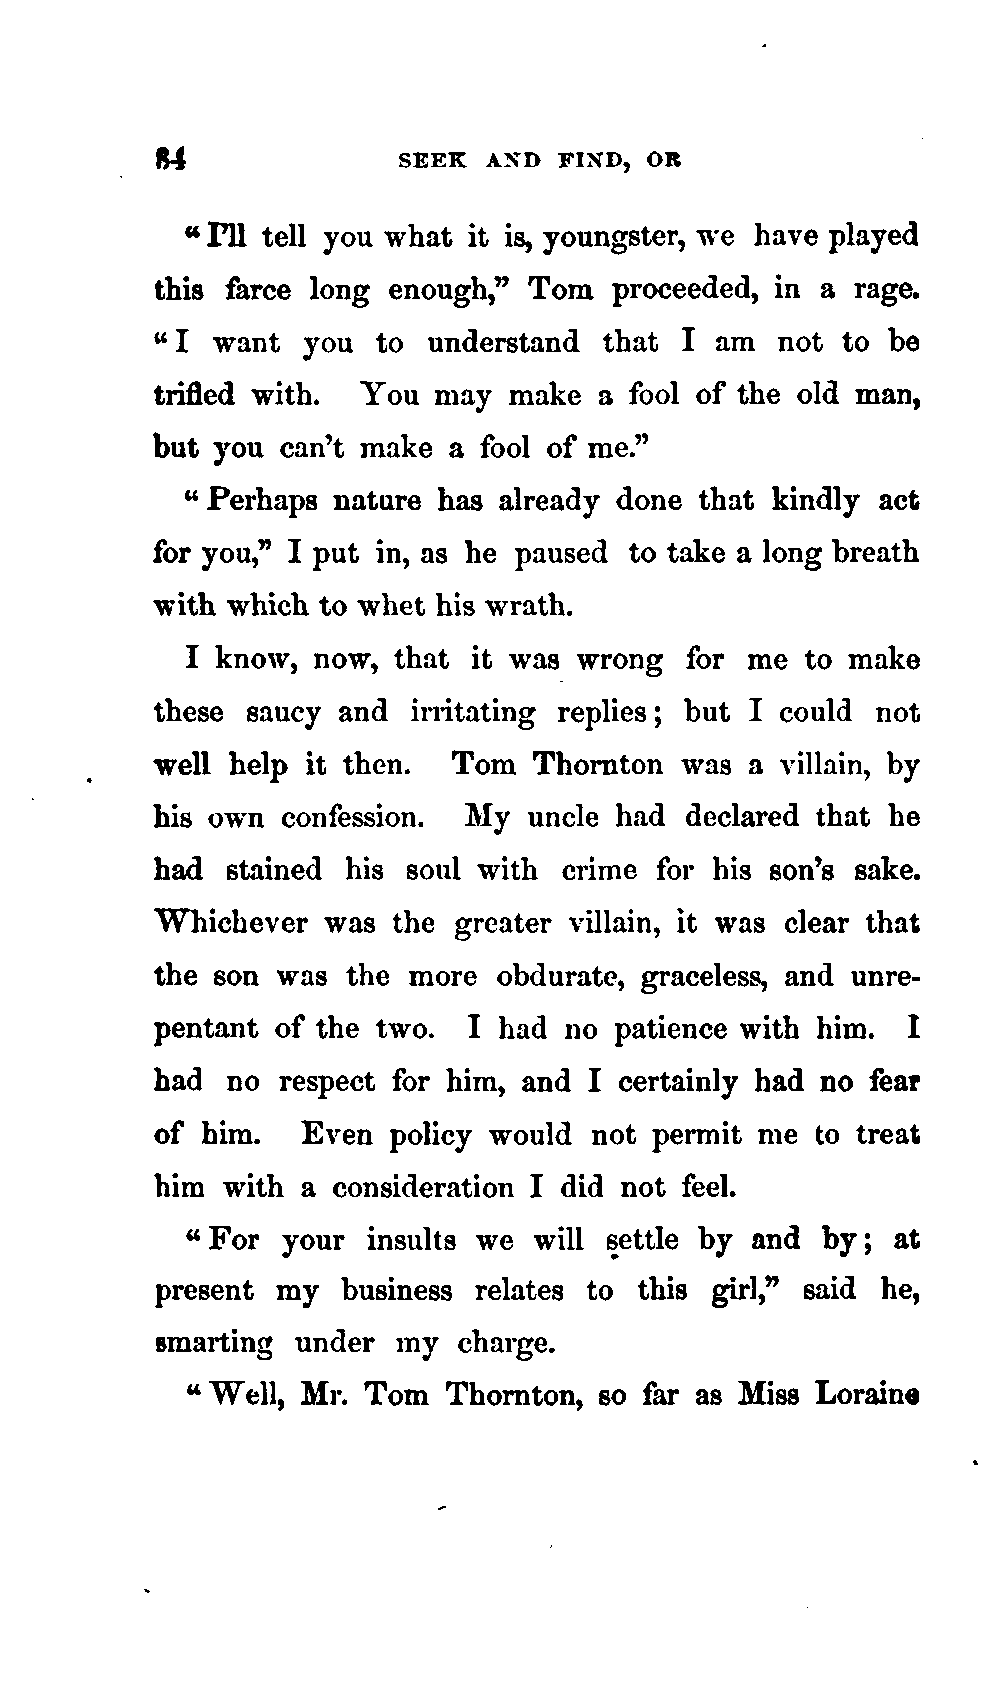 84 SEEK AND FIND, OR
“I’ll tell you what it is, youngster, we have played
this farce long enough,” Tom proceeded, in a rage.
“I want you to understand that I am not to be
trifled with. You may make a fool of the old man,
but you can’t make a fool of me.”
“Perhaps nature has already done that kindly act
for you,” I put in, as he paused to take a long breath
with which to whet his wrath.
I know, now, that it was wrong for me to make
these saucy and irritating replies; but I could not
well help it then. Tom Thornton was a villain, by
his own confession. My uncle had declared that he
had stained his soul with crime for his son’s sake.
Whichever was the greater villain, it was clear that
the son was the more obdurate, graceless, and unre-
pentant of the two. I had no patience with him. I
had no respect for him, and I certainly had no fear
of him. Even policy would not permit me to treat
him with a consideration I did not feel.
“For your insults we will settle by and by; at
present my business relates to this girl,” said he,
smarting under my charge.
“Well, Mr. Tom Thornton, so far as Miss Loraine